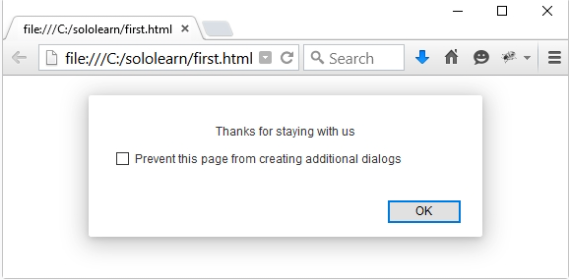 file:///C:/sololearn/first.html
file:///C:/sololearn/first.html Search
Thanks for staying with us
Prevent this page from creating additional dialogs
OK